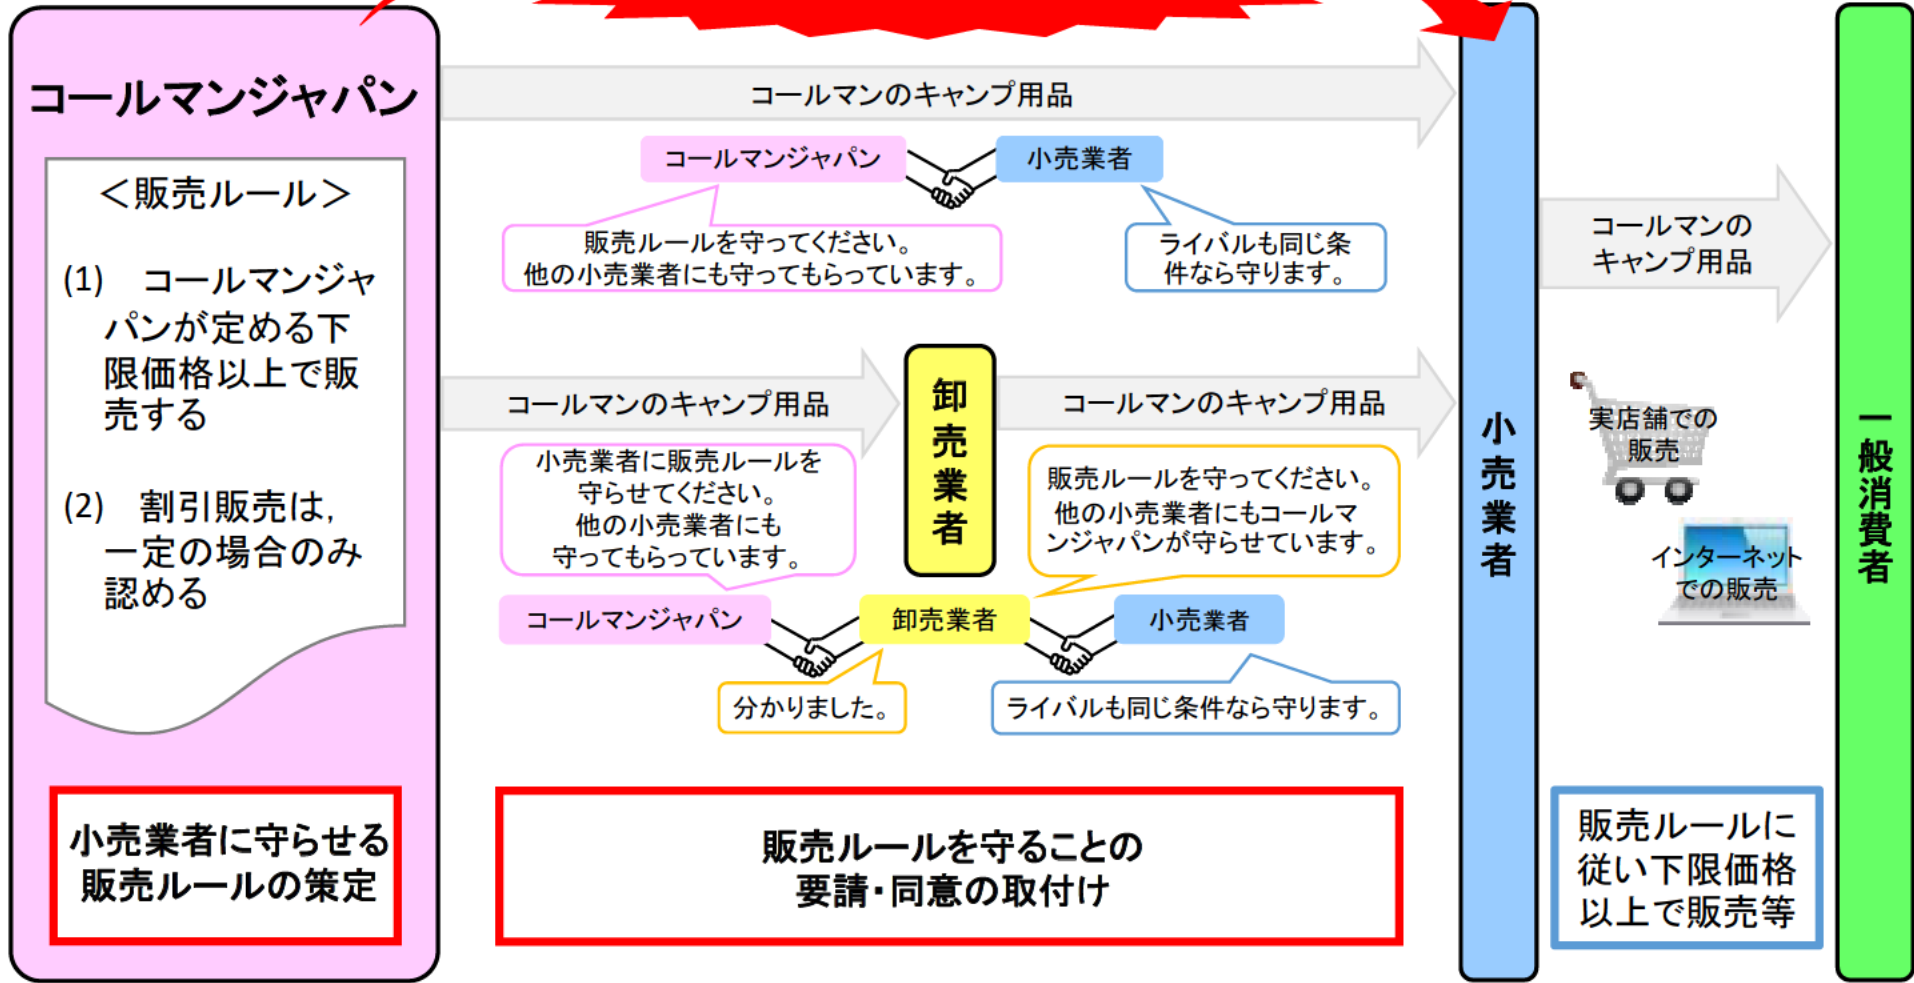 コールマンジャパン
＜販売ルール＞
(1)　コールマンジャ
パンが定める下
限価格以上で販
売する
(2)　割引販売は，
一定の場合のみ
認める
小売業者に守らせる
販売ルールの策定
コールマンのキャンプ用品
コールマンジャパン
小売業者
販売ルールを守ってください。
他の小売業者にも守ってもらっています。
ライバルも同じ条
件なら守ります。
コールマンのキャンプ用品
卸売業者
コールマンのキャンプ用品
小売業者に販売ルールを
守らせてください。
他の小売業者にも
守ってもらっています。
販売ルールを守ってください。
他の小売業者にもコールマ
ンジャパンが守らせています。
コールマンジャパン
卸売業者
小売業者
分かりました。
ライバルも同じ条件なら守ります。
販売ルールを守ることの
要請・同意の取付け
小売業者
コールマンの
キャンプ用品
実店舗での
販売
インターネット
での販売
販売ルールに
従い下限価格
以上で販売等
一般消費者